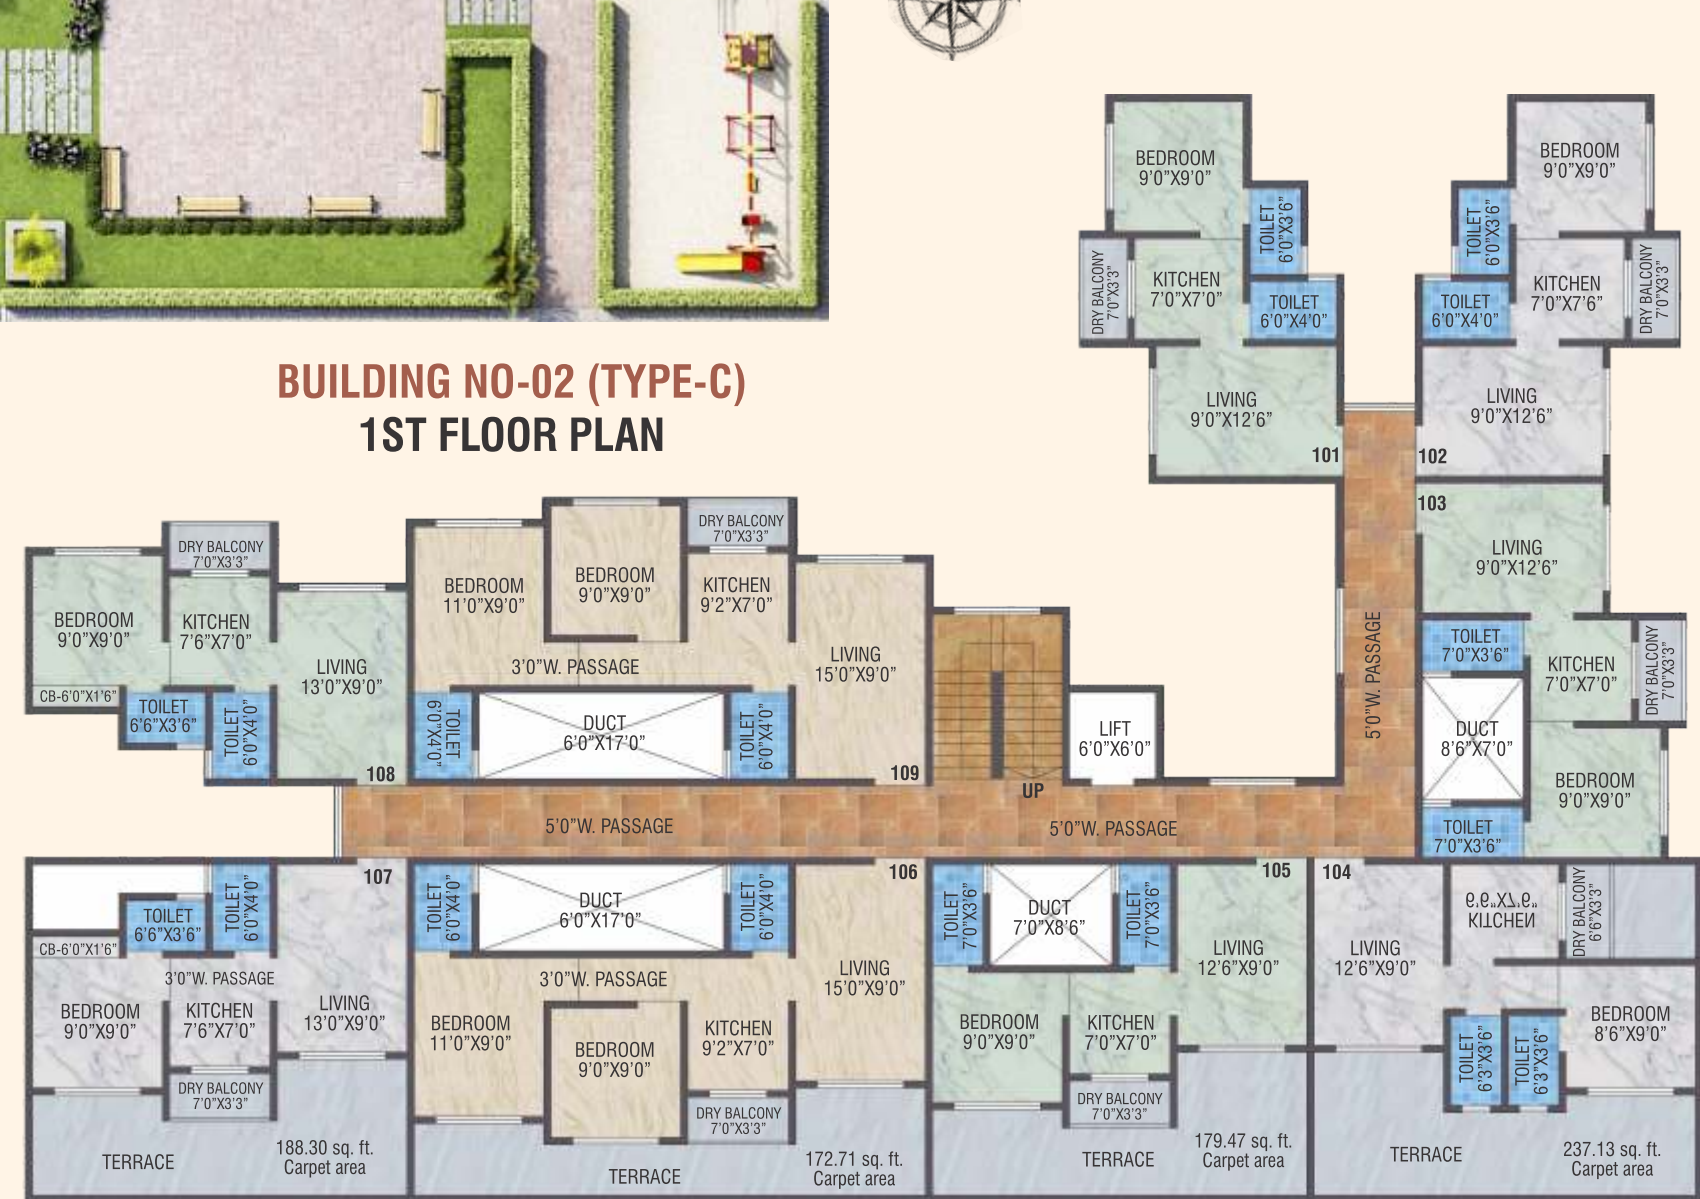 BUILDING NO-02 (TYPE-C)
1ST FLOOR PLAN
BEDROOM
9'0"X9'0"
TOILET
6'0"X3'6"
DRY BALCONY
7'0"X3'3"
KITCHEN
7'0"X7'0"
TOILET
6'0"X4'0"
LIVING
9'0"X12'6"
101
BEDROOM
9'0"X9'0"
TOILET
6'0"X3'6"
KITCHEN
7'0"X7'6"
DRY BALCONY
7'0"X3'3"
TOILET
6'0"X4'0"
LIVING
9'0"X12'6"
102
103
LIVING
9'0"X12'6"
TOILET
7'0"X3'6"
KITCHEN
7'0"X7'0"
DRY BALCONY
7'0"X3'3"
DUCT
8'6"X7'0"
BEDROOM
9'0"X9'0"
TOILET
7'0"X3'6"
5'0"W. PASSAGE
DRY BALCONY
7'0"X3'3"
BEDROOM
9'0"X9'0"
KITCHEN
7'6"X7'0"
LIVING
13'0"X9'0"
CB-6'0"X1'6"
TOILET
6'6"X3'6"
TOILET
6'0"X4'0"
108
BEDROOM
11'0"X9'0"
BEDROOM
9'0"X9'0"
DRY BALCONY
7'0"X3'3"
KITCHEN
9'2"X7'0"
3'0"W. PASSAGE
LIVING
15'0"X9'0"
TOILET
6'0"X4'0"
DUCT
6'0"X17'0"
TOILET
6'0"X4'0"
109
UP
LIFT
6'0"X6'0"
5'0"W. PASSAGE
5'0"W. PASSAGE
107
TOILET
6'6"X3'6"
TOILET
6'0"X4'0"
CB-6'0"X1'6"
3'0"W. PASSAGE
BEDROOM
9'0"X9'0"
KITCHEN
7'6"X7'0"
LIVING
13'0"X9'0"
DRY BALCONY
7'0"X3'3"
TERRACE
188.30 sq. ft.
Carpet area
106
TOILET
6'0"X4'0"
DUCT
6'0"X17'0"
TOILET
6'0"X4'0"
3'0"W. PASSAGE
LIVING
15'0"X9'0"
BEDROOM
11'0"X9'0"
BEDROOM
9'0"X9'0"
KITCHEN
9'2"X7'0"
DRY BALCONY
7'0"X3'3"
TERRACE
172.71 sq. ft.
Carpet area
105
TOILET
7'0"X3'6"
DUCT
7'0"X8'6"
TOILET
7'0"X3'6"
LIVING
12'6"X9'0"
BEDROOM
9'0"X9'0"
KITCHEN
7'0"X7'0"
DRY BALCONY
7'0"X3'3"
TERRACE
179.47 sq. ft.
Carpet area
104
LIVING
12'6"X9'0"
KITCHEN
DRY BALCONY
6'6"X3'3"
BEDROOM
8'6"X9'0"
TOILET
6'3"X3'6"
TOILET
6'3"X3'6"
TERRACE
237.13 sq. ft.
Carpet area